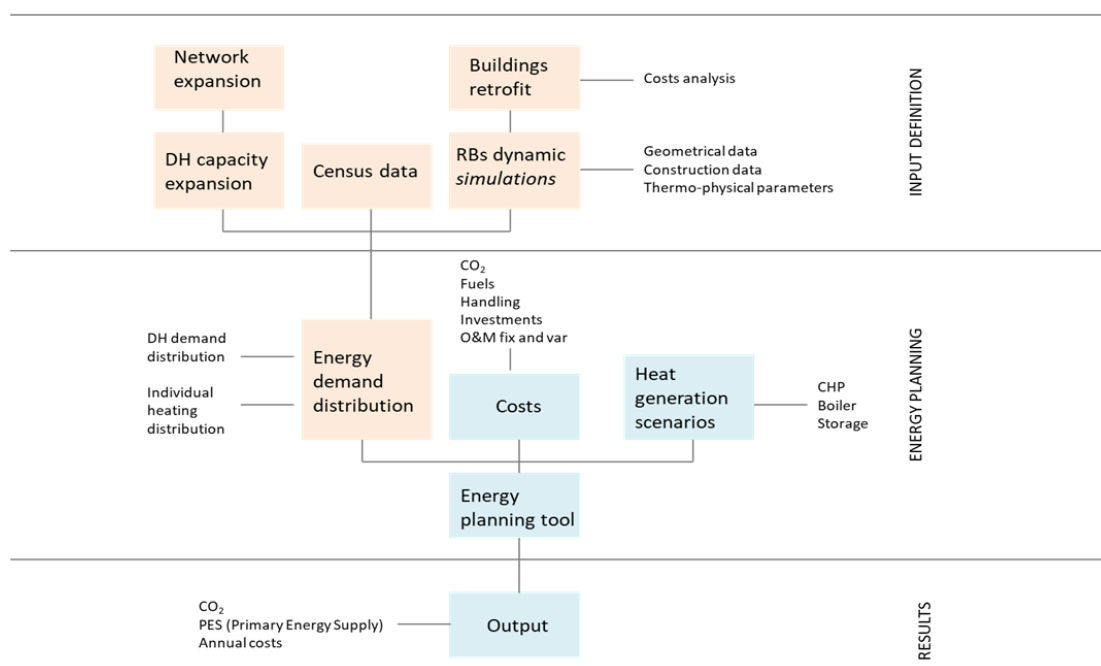 Network
expansion
Buildings
retrofit
Costs analysis
DH capacity
expansion
Census data
RBs dynamic
simulations
Geometrical data
Construction data
Thermo-physical parameters
INPUT DEFINITION
CO₂
Fuels
Handling
Investments
O&M fix and var
DH demand
distribution
Individual
heating
distribution
Energy
demand
distribution
Costs
Heat
generation
scenarios
CHP
Boiler
Storage
ENERGY PLANNING
Energy
planning tool
CO₂
PES (Primary Energy Supply)
Annual costs
Output
RESULTS